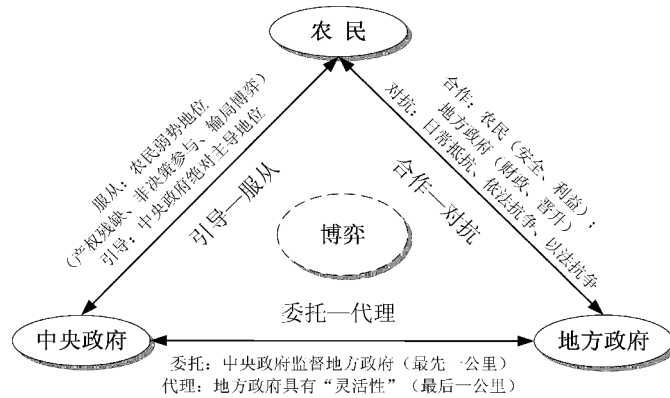 农 民
服从：农民弱势地位
（产权残缺、非决策参与、输局博弈）
引导：中央政府绝对主导地位
引导—服从
合作：农民（安全、利益）；
地方政府（财政、晋升）
对抗：日常抵抗、依法抗争、以法抗争
合作—对抗
博弈
委托—代理
中央政府
地方政府
委托：中央政府监督地方政府（最先一公里）
代理：地方政府具有“灵活性”（最后一公里）